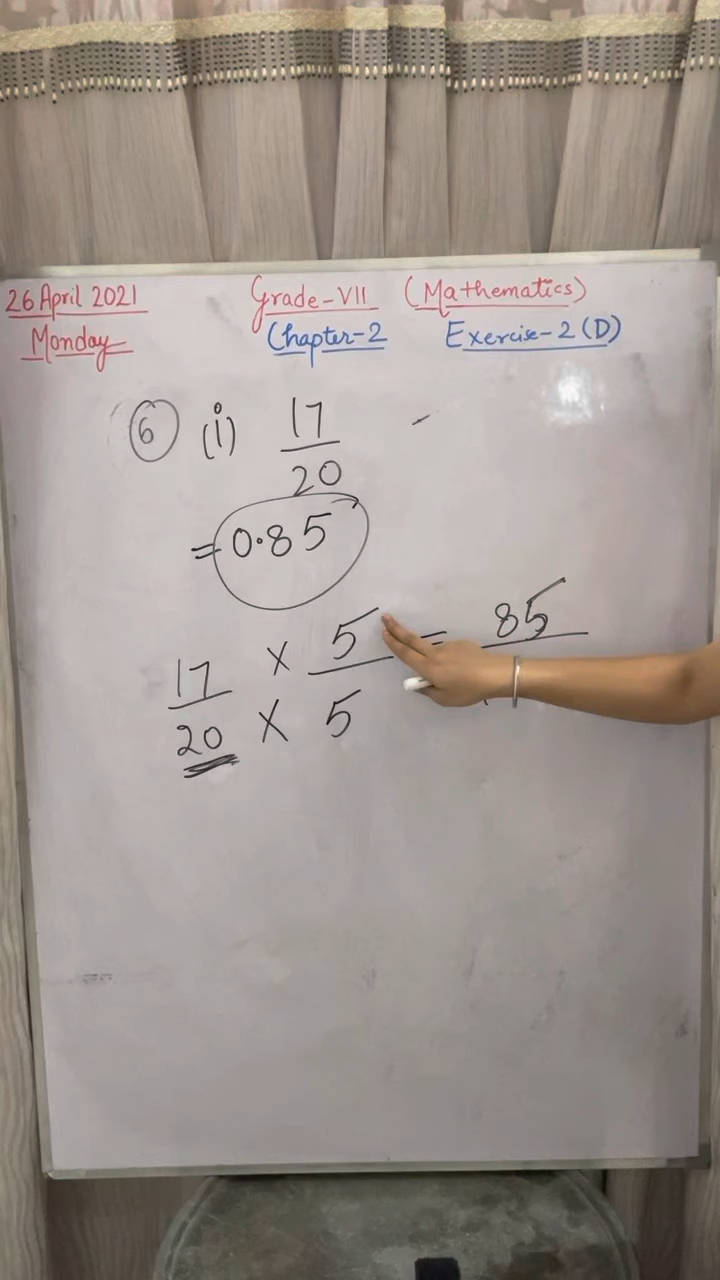 26 April 2021 Grade-VII (Mathematics)
Monday Chapter-2 Exercise-2(D)
6 (i) 17/20
= 0.85
17/20 × 5/5 = 85